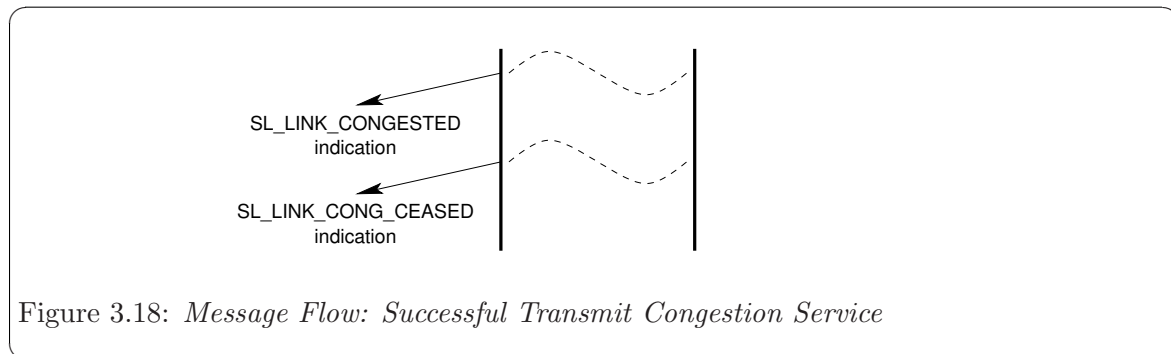 SL_LINK_CONGESTED
indication
SL_LINK_CONG_CEASED
indication
Figure 3.18: Message Flow: Successful Transmit Congestion Service